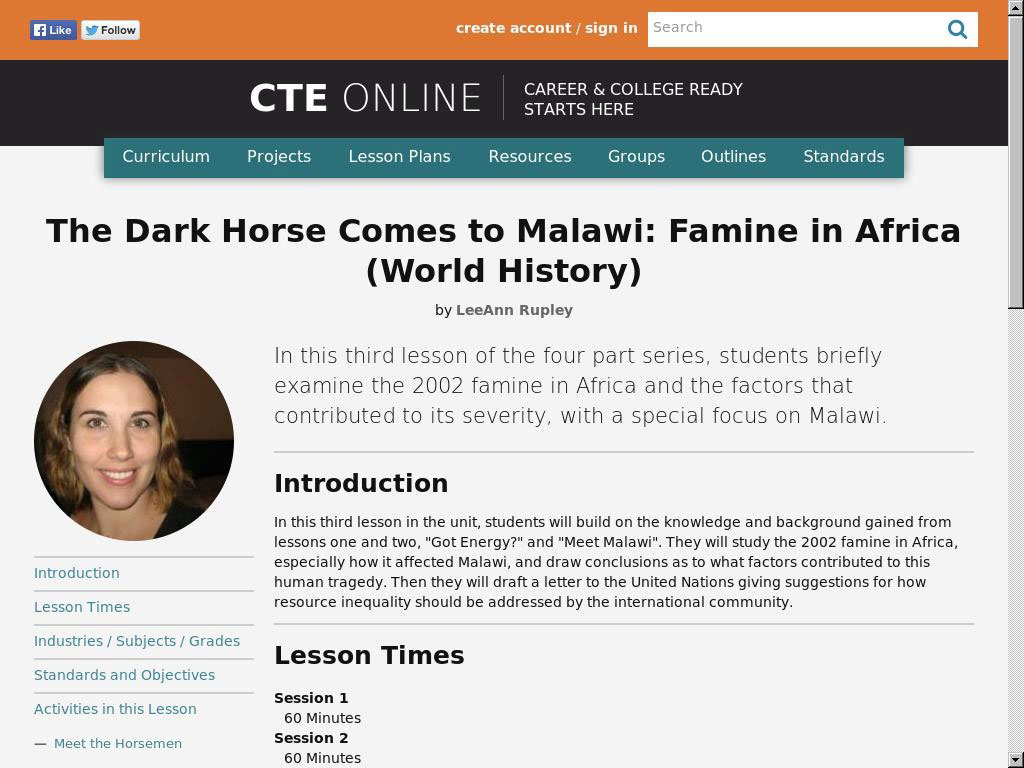 Like
Follow
create account / sign in
Search
CTE ONLINE
CAREER & COLLEGE READY
STARTS HERE
Curriculum Projects Lesson Plans Resources Groups Outlines Standards
The Dark Horse Comes to Malawi: Famine in Africa
(World History)
by LeeAnn Rupley
In this third lesson of the four part series, students briefly
examine the 2002 famine in Africa and the factors that
contributed to its severity, with a special focus on Malawi.
Introduction
In this third lesson in the unit, students will build on the knowledge and background gained from
lessons one and two, "Got Energy?" and "Meet Malawi". They will study the 2002 famine in Africa,
especially how it affected Malawi, and draw conclusions as to what factors contributed to this
human tragedy. Then they will draft a letter to the United Nations giving suggestions for how
resource inequality should be addressed by the international community.
Lesson Times
Session 1
60 Minutes
Session 2
60 Minutes
Introduction
Lesson Times
Industries / Subjects / Grades
Standards and Objectives
Activities in this Lesson
— Meet the Horsemen